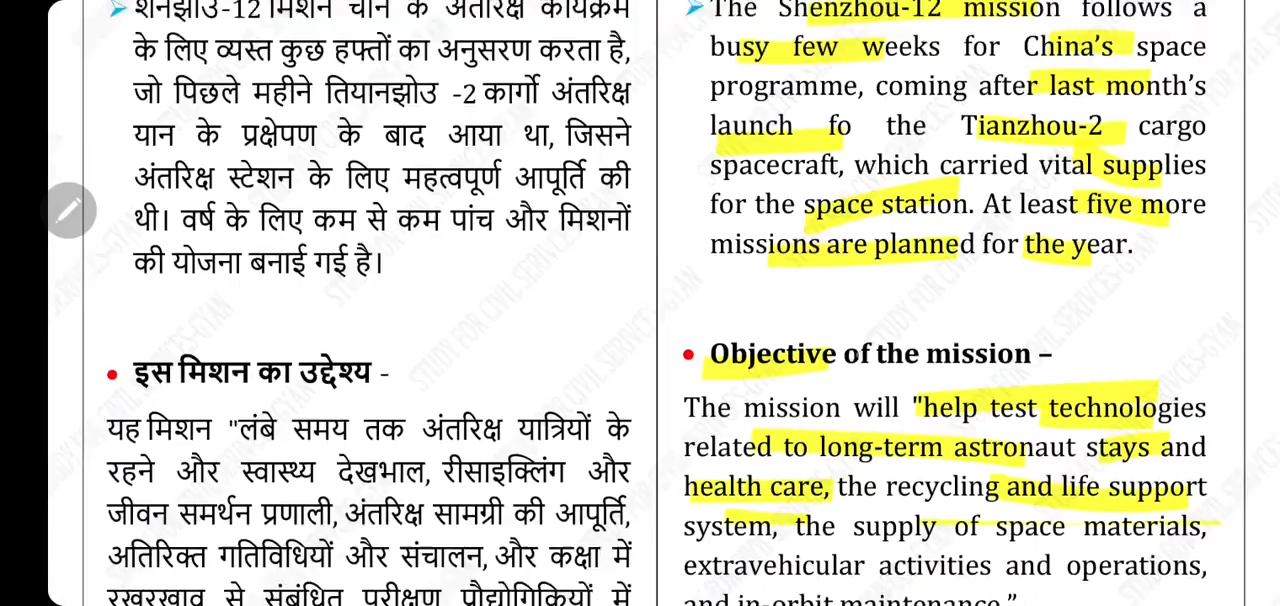 शेनझोउ-12 मिशन चीन के अंतरिक्ष कार्यक्रम
के लिए व्यस्त कुछ हफ्तों का अनुसरण करता है,
जो पिछले महीने तियानझोउ -2 कार्गो अंतरिक्ष
यान के प्रक्षेपण के बाद आया था, जिसने
अंतरिक्ष स्टेशन के लिए महत्वपूर्ण आपूर्ति की
थी। वर्ष के लिए कम से कम पांच और मिशनों
की योजना बनाई गई है।
इस मिशन का उद्देश्य -
यह मिशन "लंबे समय तक अंतरिक्ष यात्रियों के
रहने और स्वास्थ्य देखभाल, रीसाइक्लिंग और
जीवन समर्थन प्रणाली, अंतरिक्ष सामग्री की आपूर्ति,
अतिरिक्त गतिविधियों और संचालन, और कक्षा में
रखरखाव से संबंधित परीक्षण प्रौद्योगिकियों में
The Shenzhou-12 mission follows a
busy few weeks for China’s space
programme, coming after last month’s
launch fo the Tianzhou-2 cargo
spacecraft, which carried vital supplies
for the space station. At least five more
missions are planned for the year.
Objective of the mission –
The mission will "help test technologies
related to long-term astronaut stays and
health care, the recycling and life support
system, the supply of space materials,
extravehicular activities and operations,
and in-orbit maintenance.”